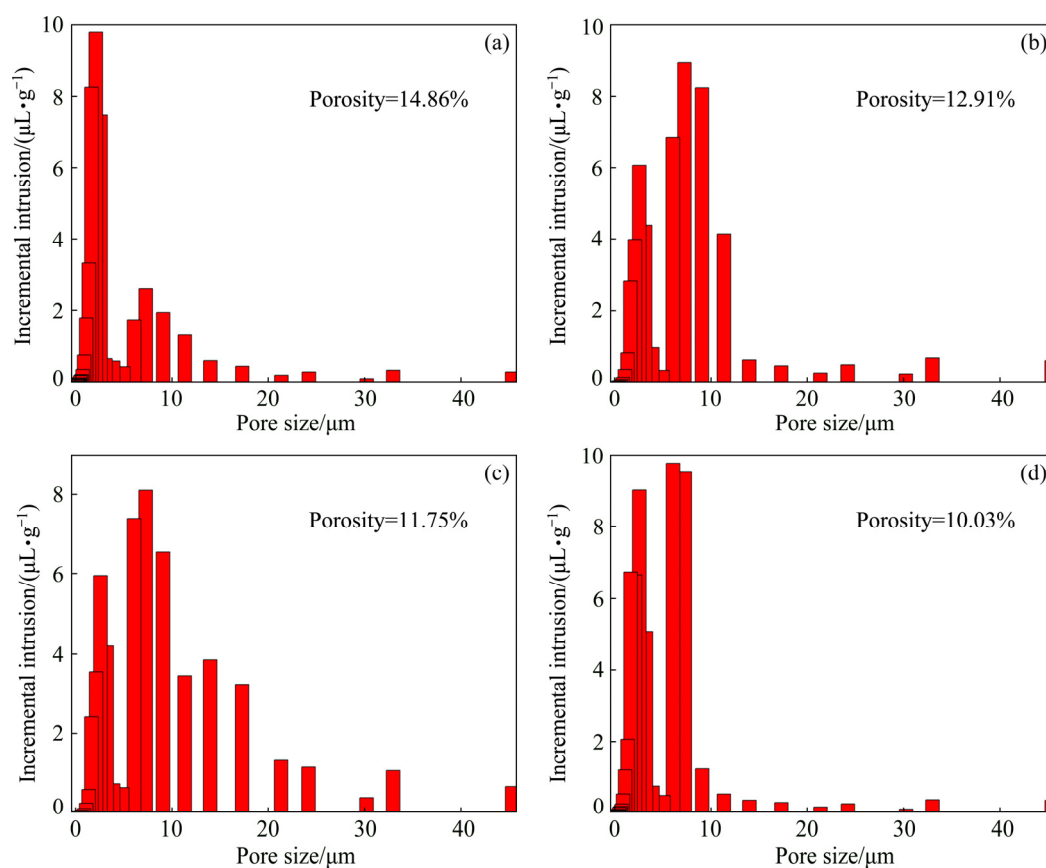 (a)
Porosity=14.86%
Incremental intrusion/(μL•g⁻¹)
10
8
6
4
2
0
0 10 20 30 40
Pore size/μm
(b)
Porosity=12.91%
Incremental intrusion/(μL•g⁻¹)
10
8
6
4
2
0
0 10 20 30 40
Pore size/μm
(c)
Porosity=11.75%
Incremental intrusion/(μL•g⁻¹)
8
6
4
2
0
0 10 20 30 40
Pore size/μm
(d)
Porosity=10.03%
Incremental intrusion/(μL•g⁻¹)
10
8
6
4
2
0
0 10 20 30 40
Pore size/μm